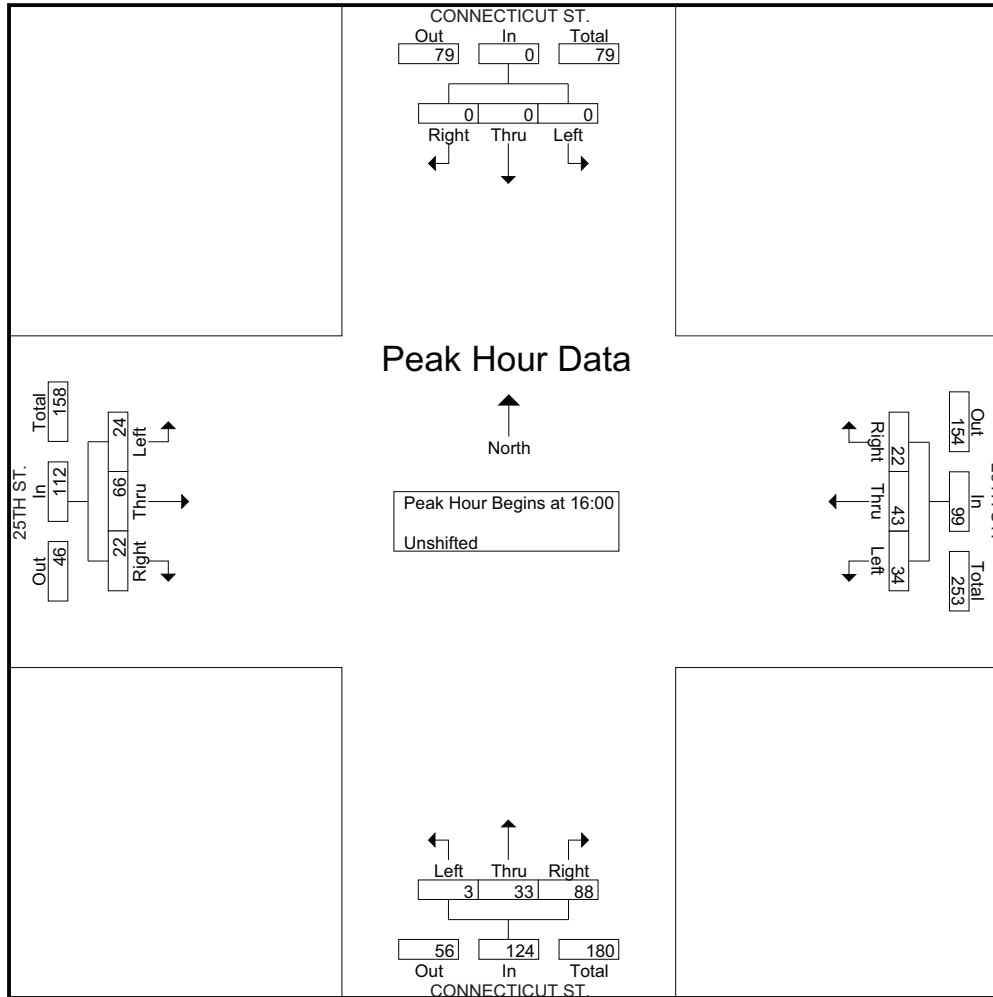 CONNECTICUT ST.
Out In Total
79 0 79
0 0 0
Right Thru Left
Peak Hour Data
North
Peak Hour Begins at 16:00
Unshifted
25TH ST.
Total In Out
158 112 46
24 66 22
Left Thru Right
Out In Total
154 99 253
22 43 34
Right Thru Left
Left Thru Right
3 33 88
56 124 180
Out In Total
CONNECTICUT ST.